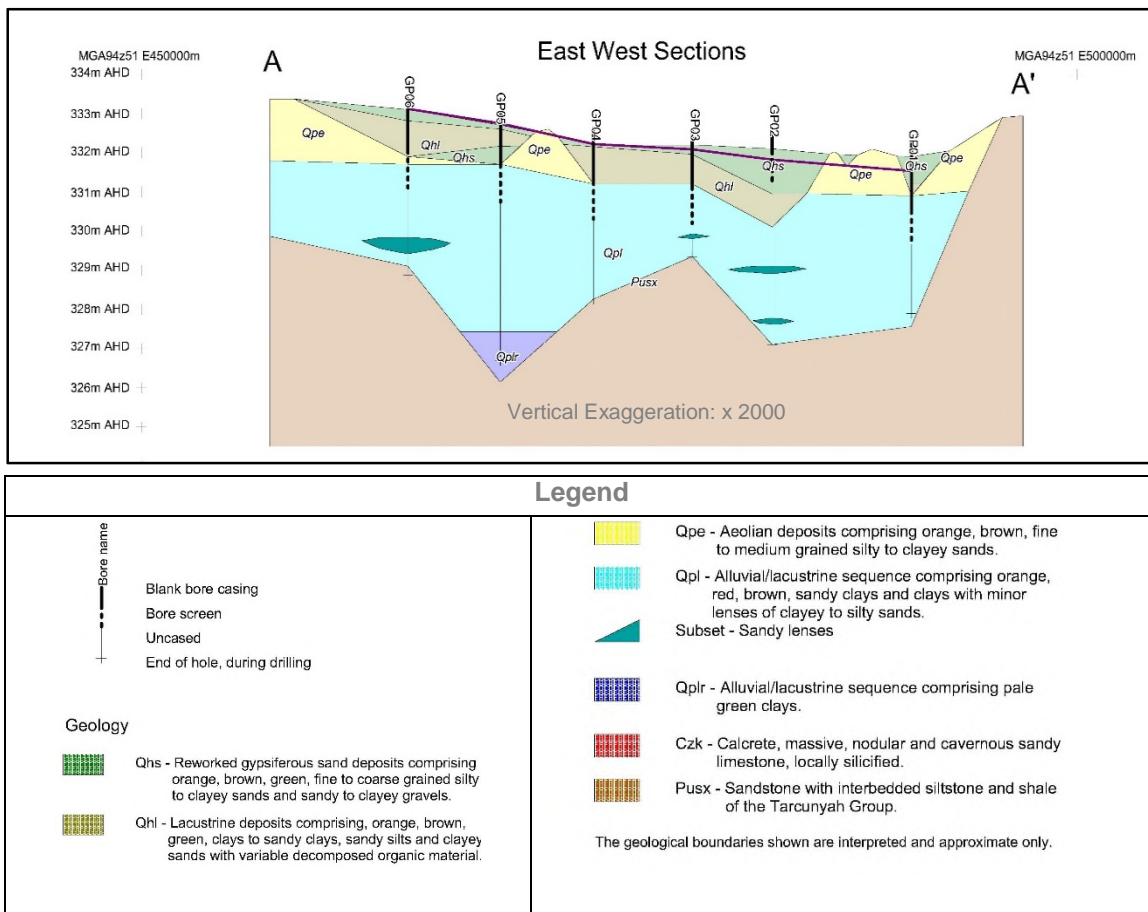 East West Sections
MGA94z51 E450000m
MGA94z51 E500000m
A
A'
334m AHD
333m AHD
332m AHD
331m AHD
330m AHD
329m AHD
328m AHD
327m AHD
326m AHD
325m AHD
GP06
GP05
GP04
GP03
GP02
GP01
Qpe
Qhl
Qhs
Qpe
Qhl
Qhs
Qpe
Qhs
Qpe
Qpl
Pusx
Qplr
Vertical Exaggeration: x 2000
Legend
Bore name
Blank bore casing
Bore screen
Uncased
End of hole, during drilling
Geology
Qhs - Reworked gypsiferous sand deposits comprising
orange, brown, green, fine to coarse grained silty
to clayey sands and sandy to clayey gravels.
Qhl - Lacustrine deposits comprising, orange, brown,
green, clays to sandy clays, sandy silts and clayey
sands with variable decomposed organic material.
Qpe - Aeolian deposits comprising orange, brown, fine
to medium grained silty to clayey sands.
Qpl - Alluvial/lacustrine sequence comprising orange,
red, brown, sandy clays and clays with minor
lenses of clayey to silty sands.
Subset - Sandy lenses
Qplr - Alluvial/lacustrine sequence comprising pale
green clays.
Czk - Calcrete, massive, nodular and cavernous sandy
limestone, locally silicified.
Pusx - Sandstone with interbedded siltstone and shale
of the Tarcunyah Group.
The geological boundaries shown are interpreted and approximate only.